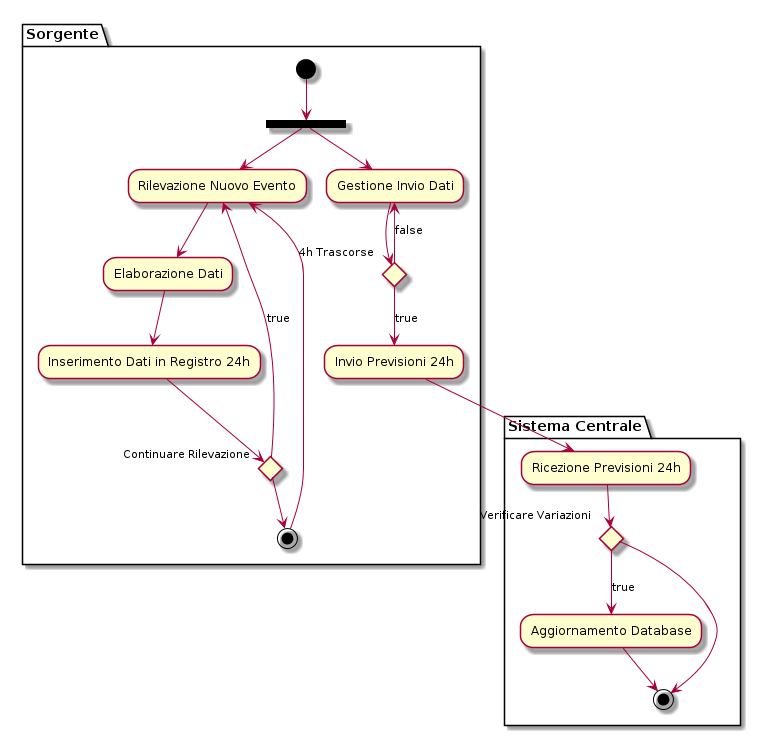 Sorgente
Rilevazione Nuovo Evento
Gestione Invio Dati
false
4h Trascorse
Elaborazione Dati
true
true
Inserimento Dati in Registro 24h
Invio Previsioni 24h
Sistema Centrale
Continuare Rilevazione
Ricezione Previsioni 24h
Verificare Variazioni
true
Aggiornamento Database